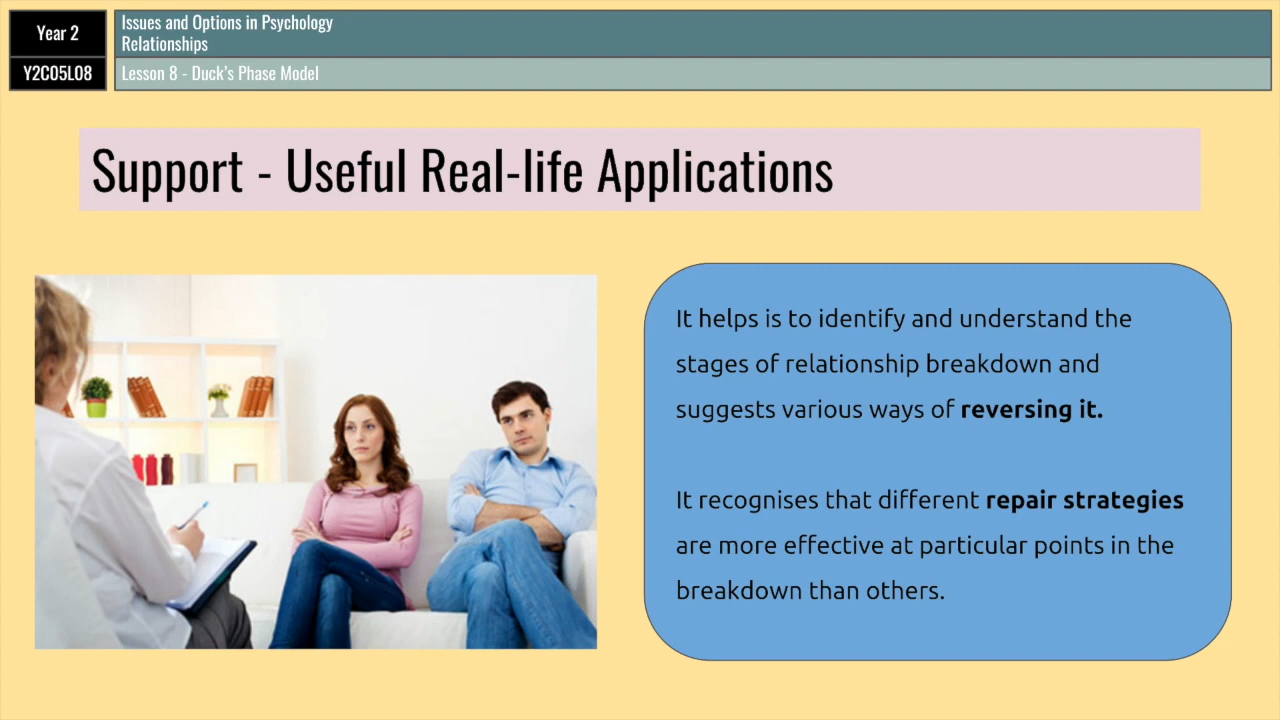 Year 2
Issues and Options in Psychology
Relationships
Y2C05L08
Lesson 8 - Duck's Phase Model
Support - Useful Real-life Applications
It helps is to identify and understand the
stages of relationship breakdown and
suggests various ways of reversing it.
It recognises that different repair strategies
are more effective at particular points in the
breakdown than others.